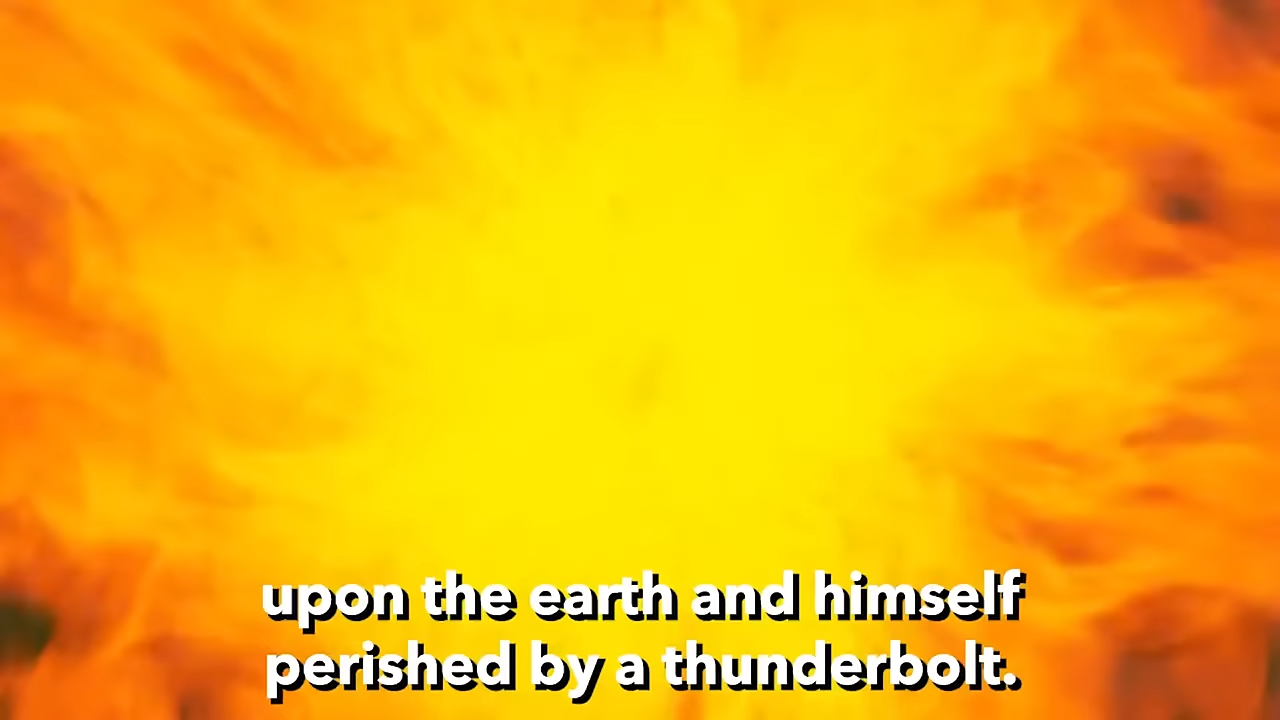 upon the earth and himself
perished by a thunderbolt.